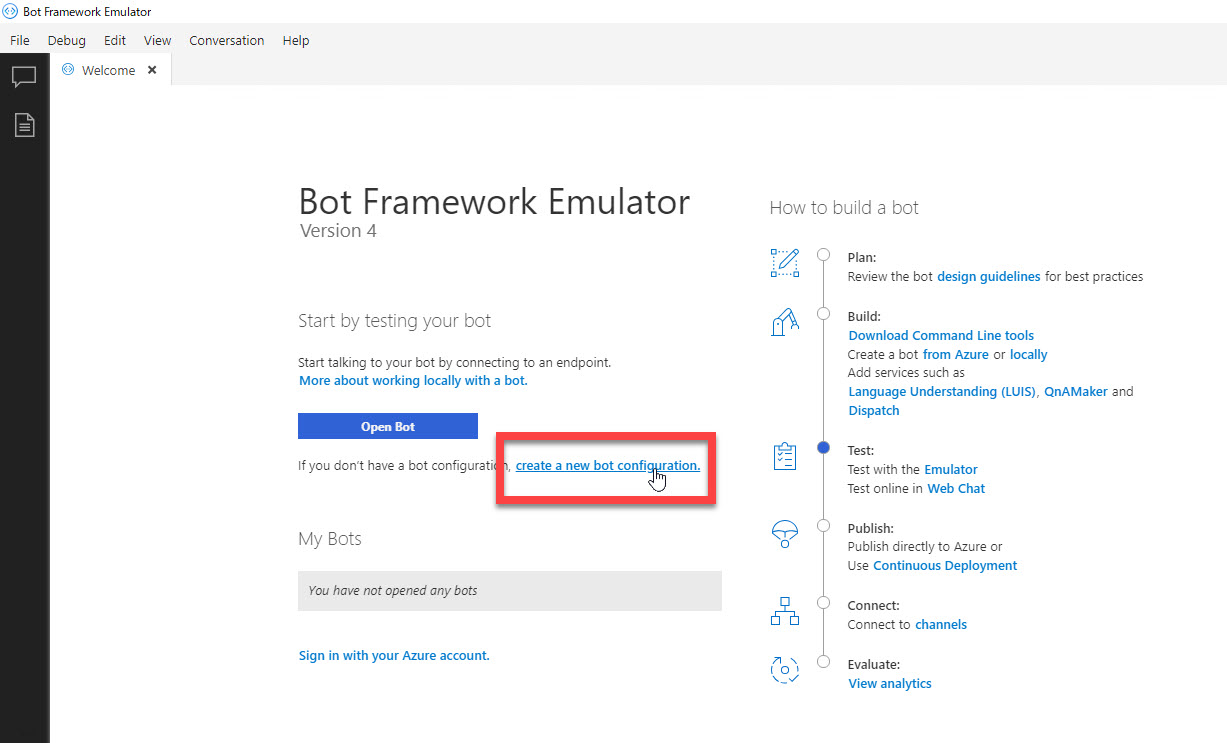 Bot Framework Emulator
File Debug Edit View Conversation Help
Welcome
Bot Framework Emulator
Version 4
Start by testing your bot
Start talking to your bot by connecting to an endpoint.
More about working locally with a bot.
Open Bot
If you don't have a bot configuration, create a new bot configuration.
My Bots
You have not opened any bots
Sign in with your Azure account.
How to build a bot
Plan:
Review the bot design guidelines for best practices
Build:
Download Command Line tools
Create a bot from Azure or locally
Add services such as
Language Understanding (LUIS), QnAMaker and
Dispatch
Test:
Test with the Emulator
Test online in Web Chat
Publish:
Publish directly to Azure or
Use Continuous Deployment
Connect:
Connect to channels
Evaluate:
View analytics